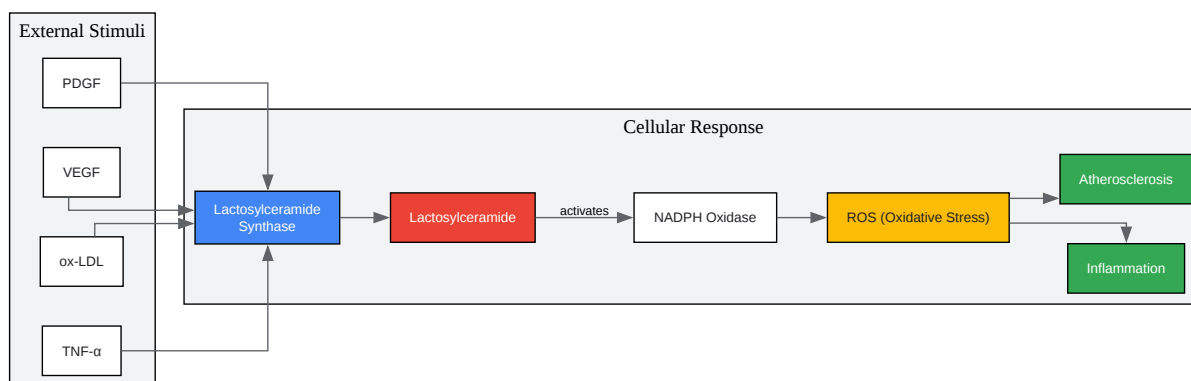 External Stimuli
PDGF
VEGF
ox-LDL
TNF-α
Cellular Response
Lactosylceramide
Synthase
Lactosylceramide
activates
NADPH Oxidase
ROS (Oxidative Stress)
Atherosclerosis
Inflammation